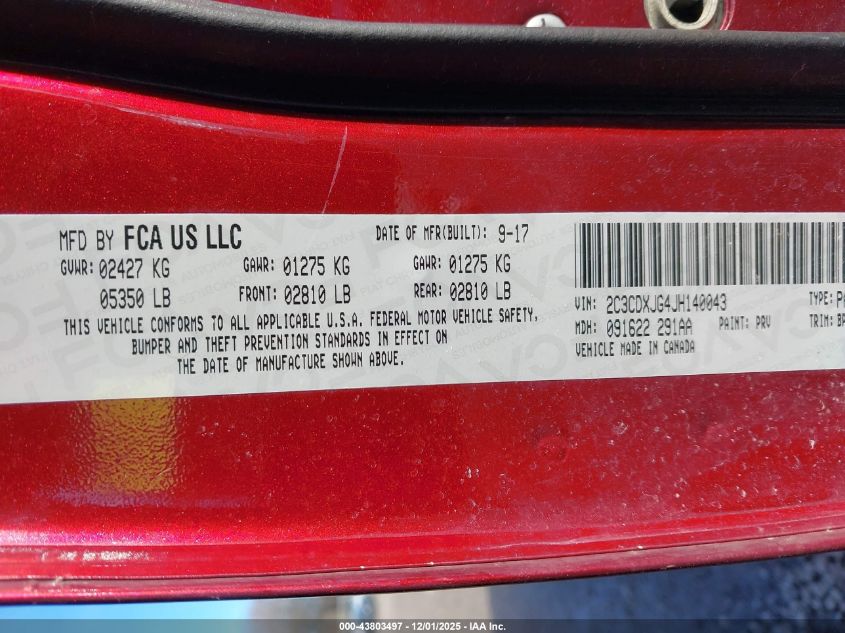 MFD BY FCA US LLC
DATE OF MFR(BUILT): 9-17
GVWR: 02427 KG GAWR: 01275 KG GAWR: 01275 KG
05350 LB FRONT: 02810 LB REAR: 02810 LB
THIS VEHICLE CONFORMS TO ALL APPLICABLE U.S.A. FEDERAL MOTOR VEHICLE SAFETY,
BUMPER AND THEFT PREVENTION STANDARDS IN EFFECT ON
THE DATE OF MANUFACTURE SHOWN ABOVE.
VIN: 2C3CDXJG4JH140043 TYPE:
MDH: 091622 291AA PAINT: PRV TRIM:
VEHICLE MADE IN CANADA
000-43803497 - 12/01/2025 - IAA Inc.